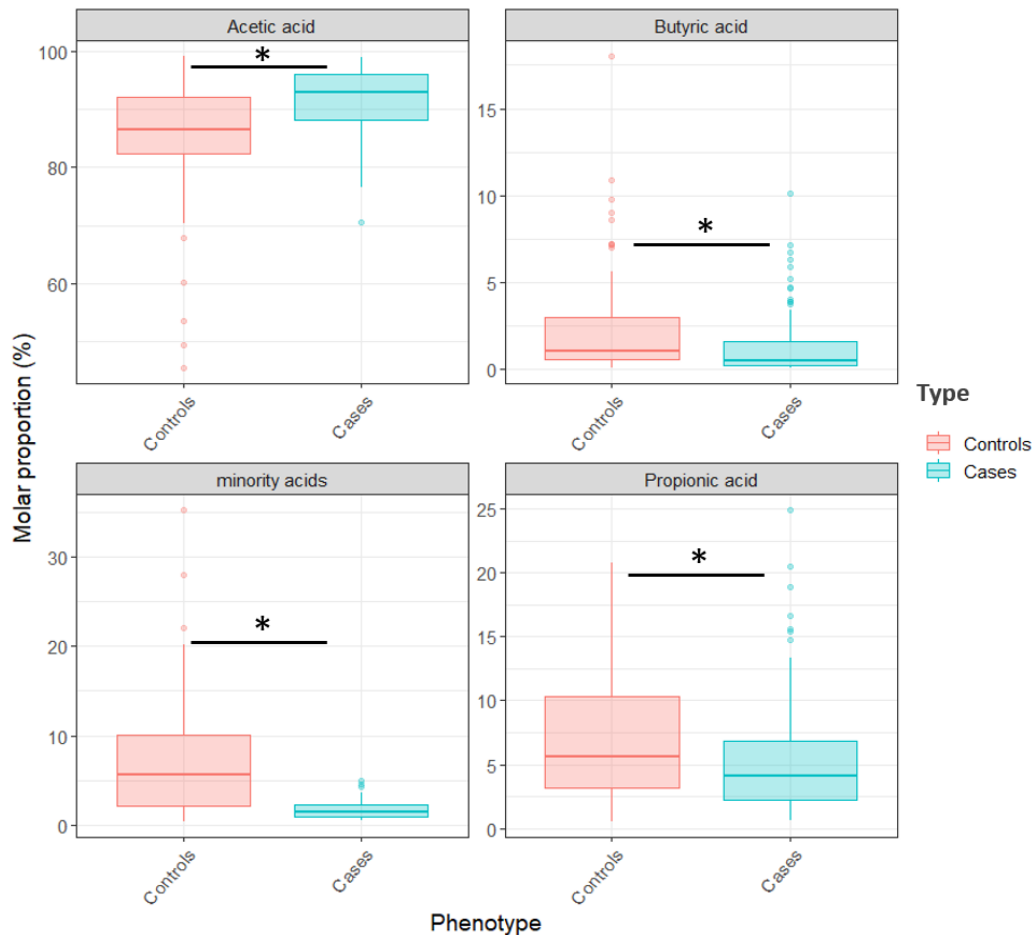 Acetic acid
Butyric acid
*
*
100
80
60
15
10
5
0
Controls
Cases
Controls
Cases
Molar proportion (%)
minority acids
Propionic acid
*
*
30
20
10
0
25
20
15
10
5
0
Controls
Cases
Controls
Cases
Phenotype
Type
Controls
Cases